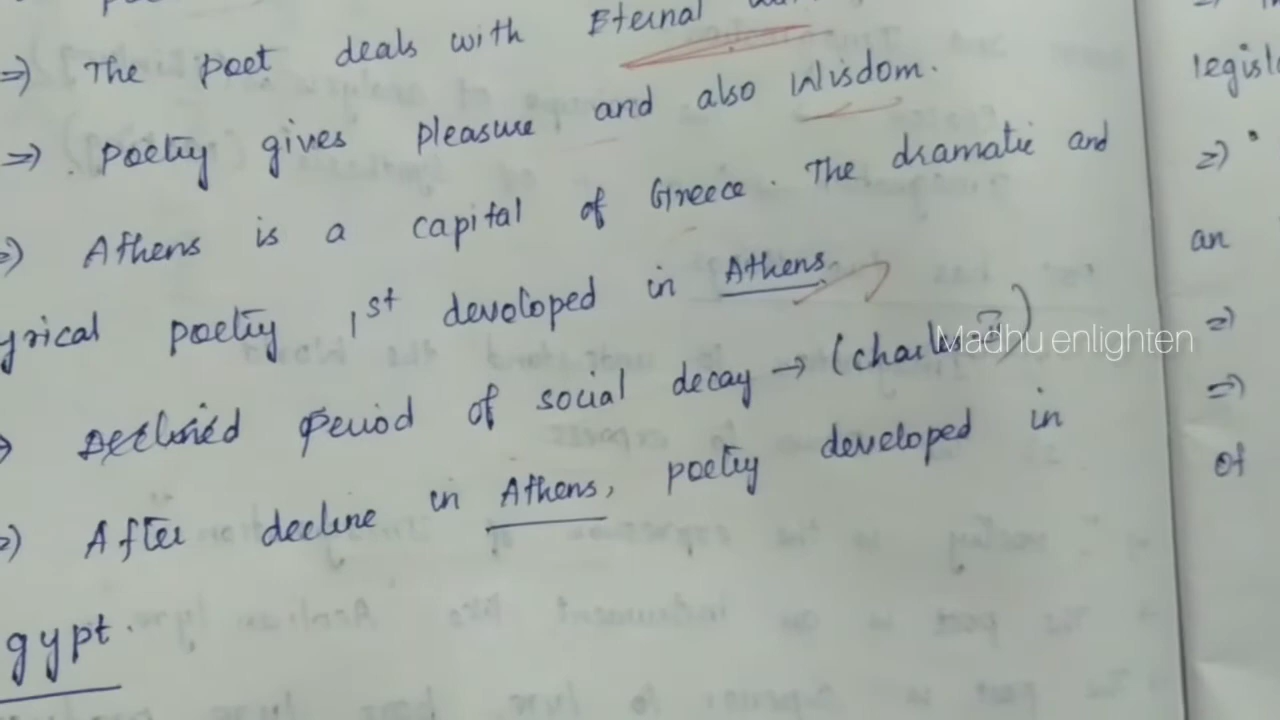 =) The poet deals with Eternal
=) Poetry gives pleasure and also Wisdom.
=) Athens is a capital of Greece. The dramatic and
yrical poetry 1st developed in Athens.
Declined period of social decay → (charles II)
=) After decline in Athens, poetry developed in
gypt.
Madhu enlighten
legisl
=)
an
=)
=)
of